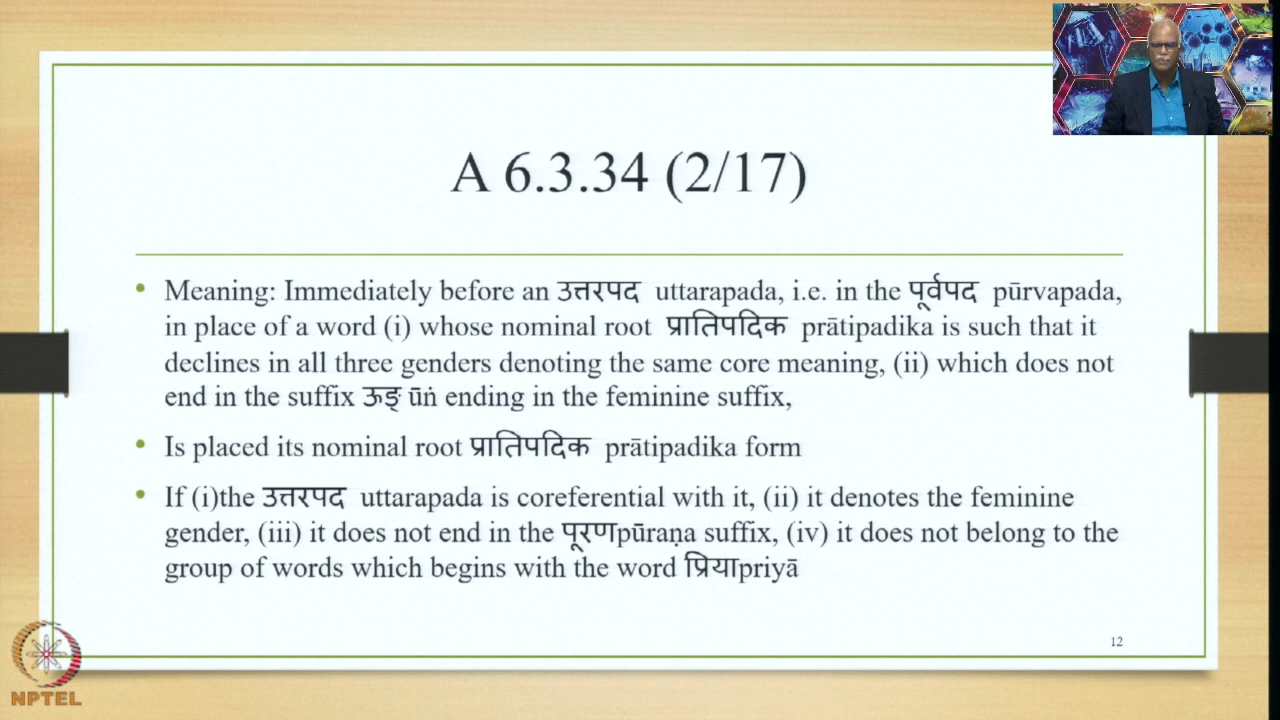 A 6.3.34 (2/17)
• Meaning: Immediately before an उत्तरपद uttarapada, i.e. in the पूर्वपद pūrvapada,
in place of a word (i) whose nominal root प्रातिपदिक prātipadika is such that it
declines in all three genders denoting the same core meaning, (ii) which does not
end in the suffix ऊङ् ūṅ ending in the feminine suffix,
• Is placed its nominal root प्रातिपदिक prātipadika form
• If (i)the उत्तरपद uttarapada is coreferential with it, (ii) it denotes the feminine
gender, (iii) it does not end in the पूरणpūraṇa suffix, (iv) it does not belong to the
group of words which begins with the word प्रियाpriyā
12
NPTEL